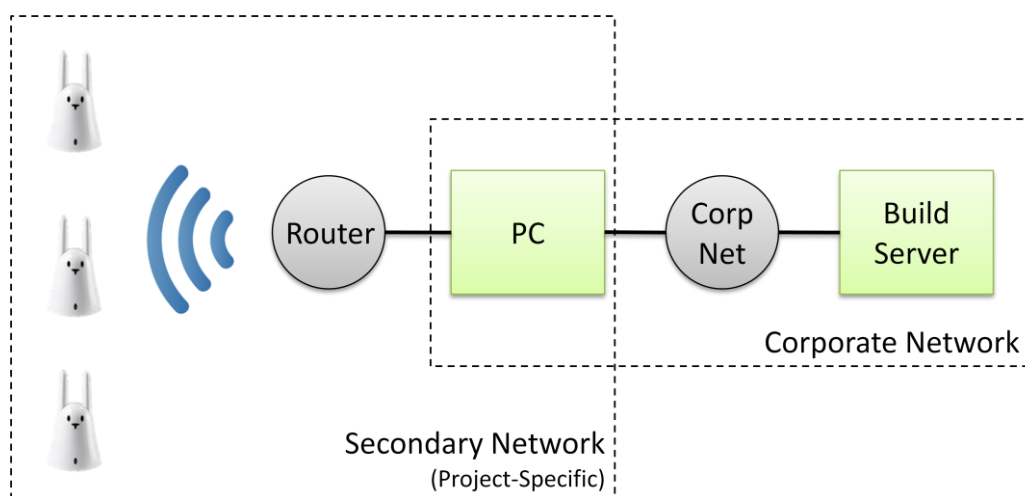 Router
PC
Corp
Net
Build
Server
Corporate Network
Secondary Network
(Project-Specific)